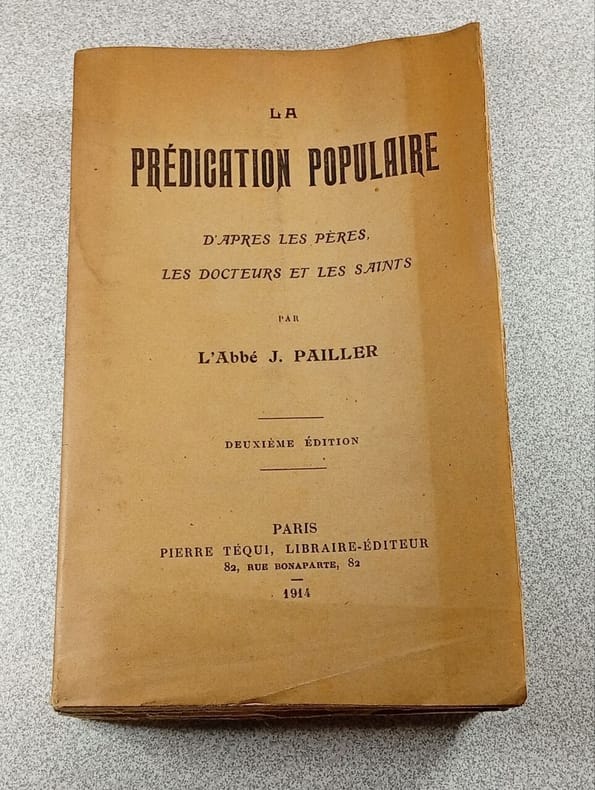 LA
PRÉDICATION POPULAIRE
D'APRES LES PÈRES,
LES DOCTEURS ET LES SAINTS
PAR
L'Abbé J. PAILLER
DEUXIÈME ÉDITION
PARIS
PIERRE TÉQUI, LIBRAIRE-ÉDITEUR
82, RUE BONAPARTE, 82
1914